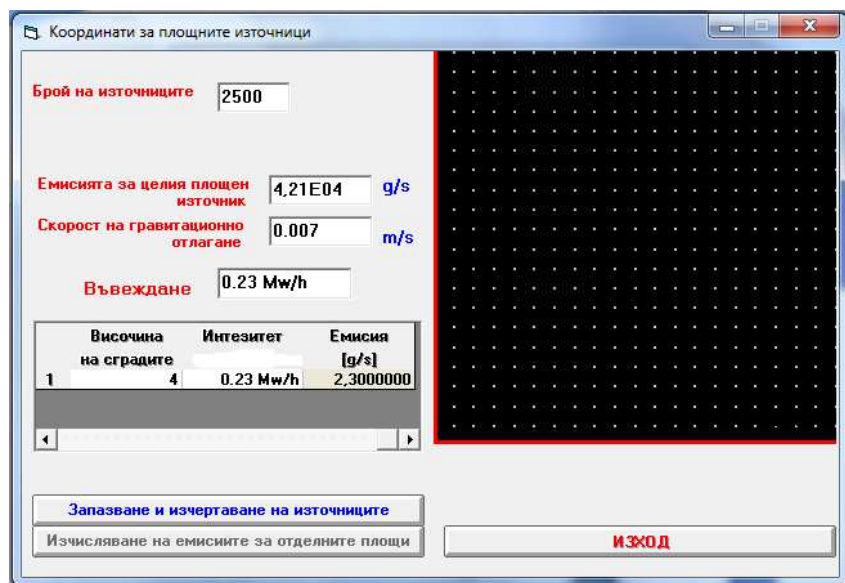 Координати за площните източници
Брой на източниците 2500
Емисията за целия площен
източник
4,21E04 g/s
Скорост на гравитационно
отлагане
0.007 m/s
Въвеждане 0.23 Mw/h
Височина Интезитет Емисия
на сградите [g/s]
1 4 0.23 Mw/h 2,3000000
Запазване и изчертаване на източниците
Изчисляване на емисиите за отделните площи
ИЗХОД